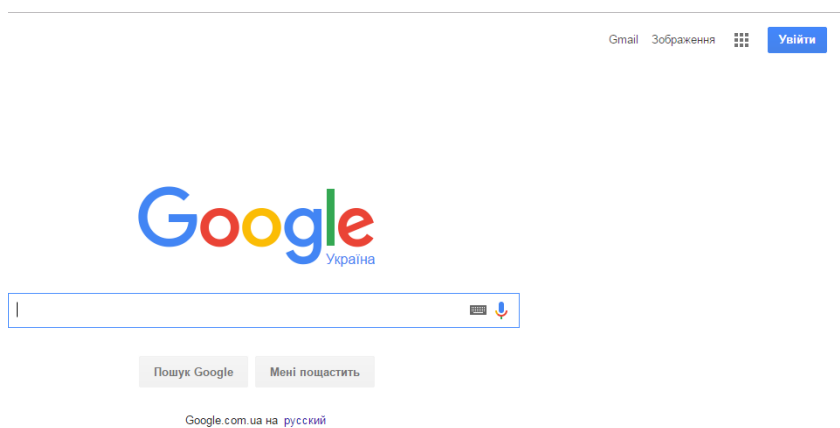 Gmail Зображення Увійти
Google
Україна
Пошук Google Мені пощастить
Google.com.ua на русский